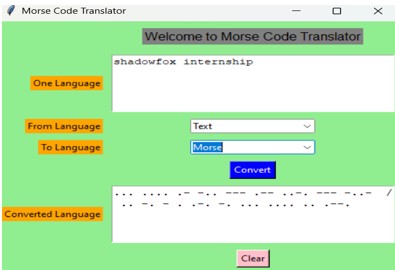 Morse Code Translator
Welcome to Morse Code Translator
One Language
shadowfox internship
From Language
Text
To Language
Morse
Convert
Converted Language
... .... .- -.. --- .-- ..-. --- -..- /
.. -. - . .-. -. ... .... .. .--.
Clear